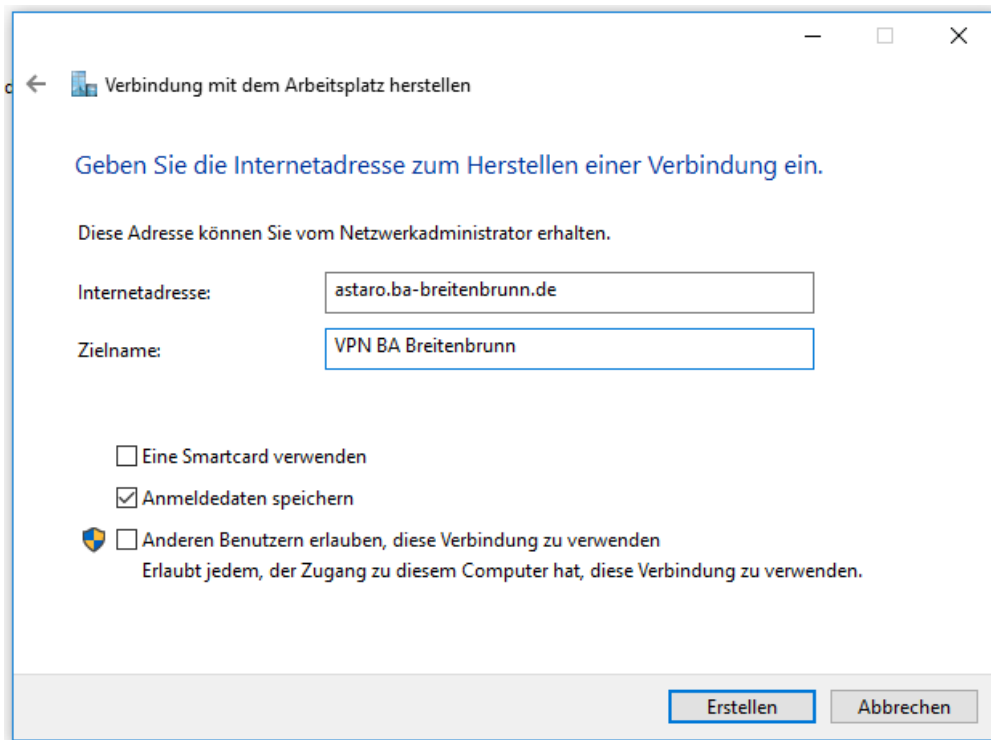 Verbindung mit dem Arbeitsplatz herstellen
Geben Sie die Internetadresse zum Herstellen einer Verbindung ein.
Diese Adresse können Sie vom Netzwerkadministrator erhalten.
Internetadresse: astaro.ba-breitenbrunn.de
Zielname: VPN BA Breitenbrunn
Eine Smartcard verwenden
Anmeldedaten speichern
Anderen Benutzern erlauben, diese Verbindung zu verwenden
Erlaubt jedem, der Zugang zu diesem Computer hat, diese Verbindung zu verwenden.
Erstellen Abbrechen